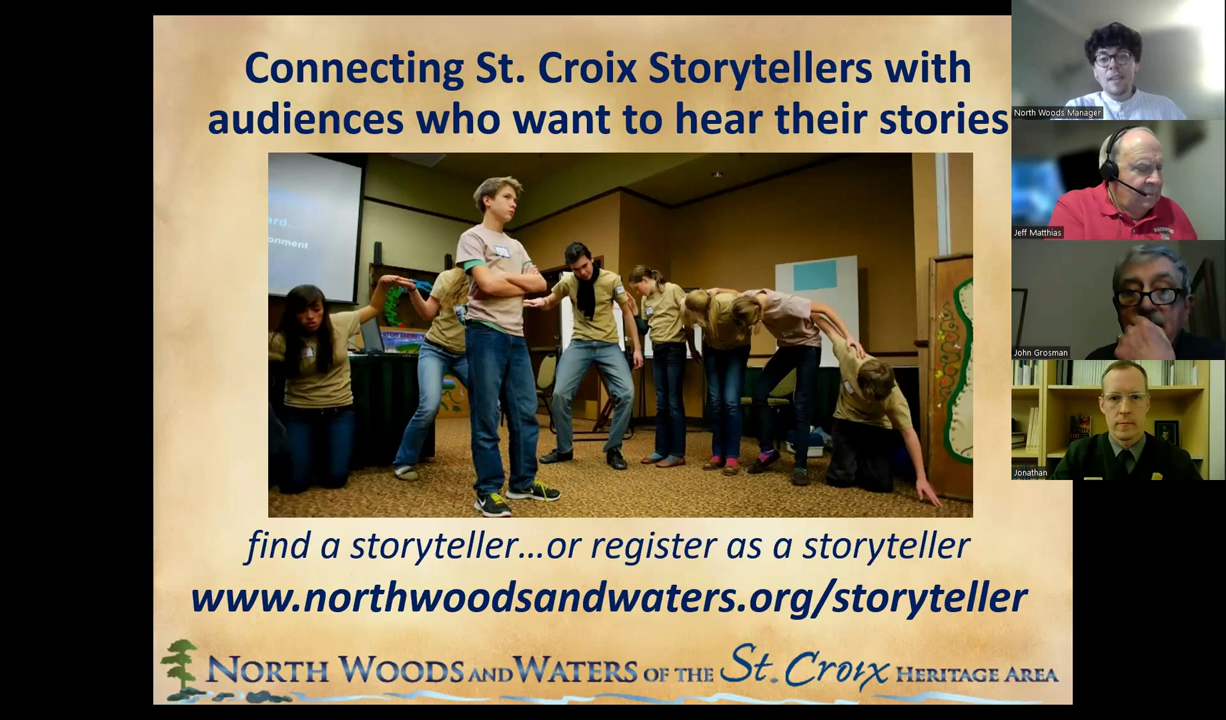 Connecting St. Croix Storytellers with
audiences who want to hear their stories
ard...
onment
find a storyteller...or register as a storyteller
www.northwoodsandwaters.org/storyteller
NORTH WOODS AND WATERS OF THE St. Croix HERITAGE AREA
North Woods Manager
Jeff Matthias
John Grosman
Jonathan